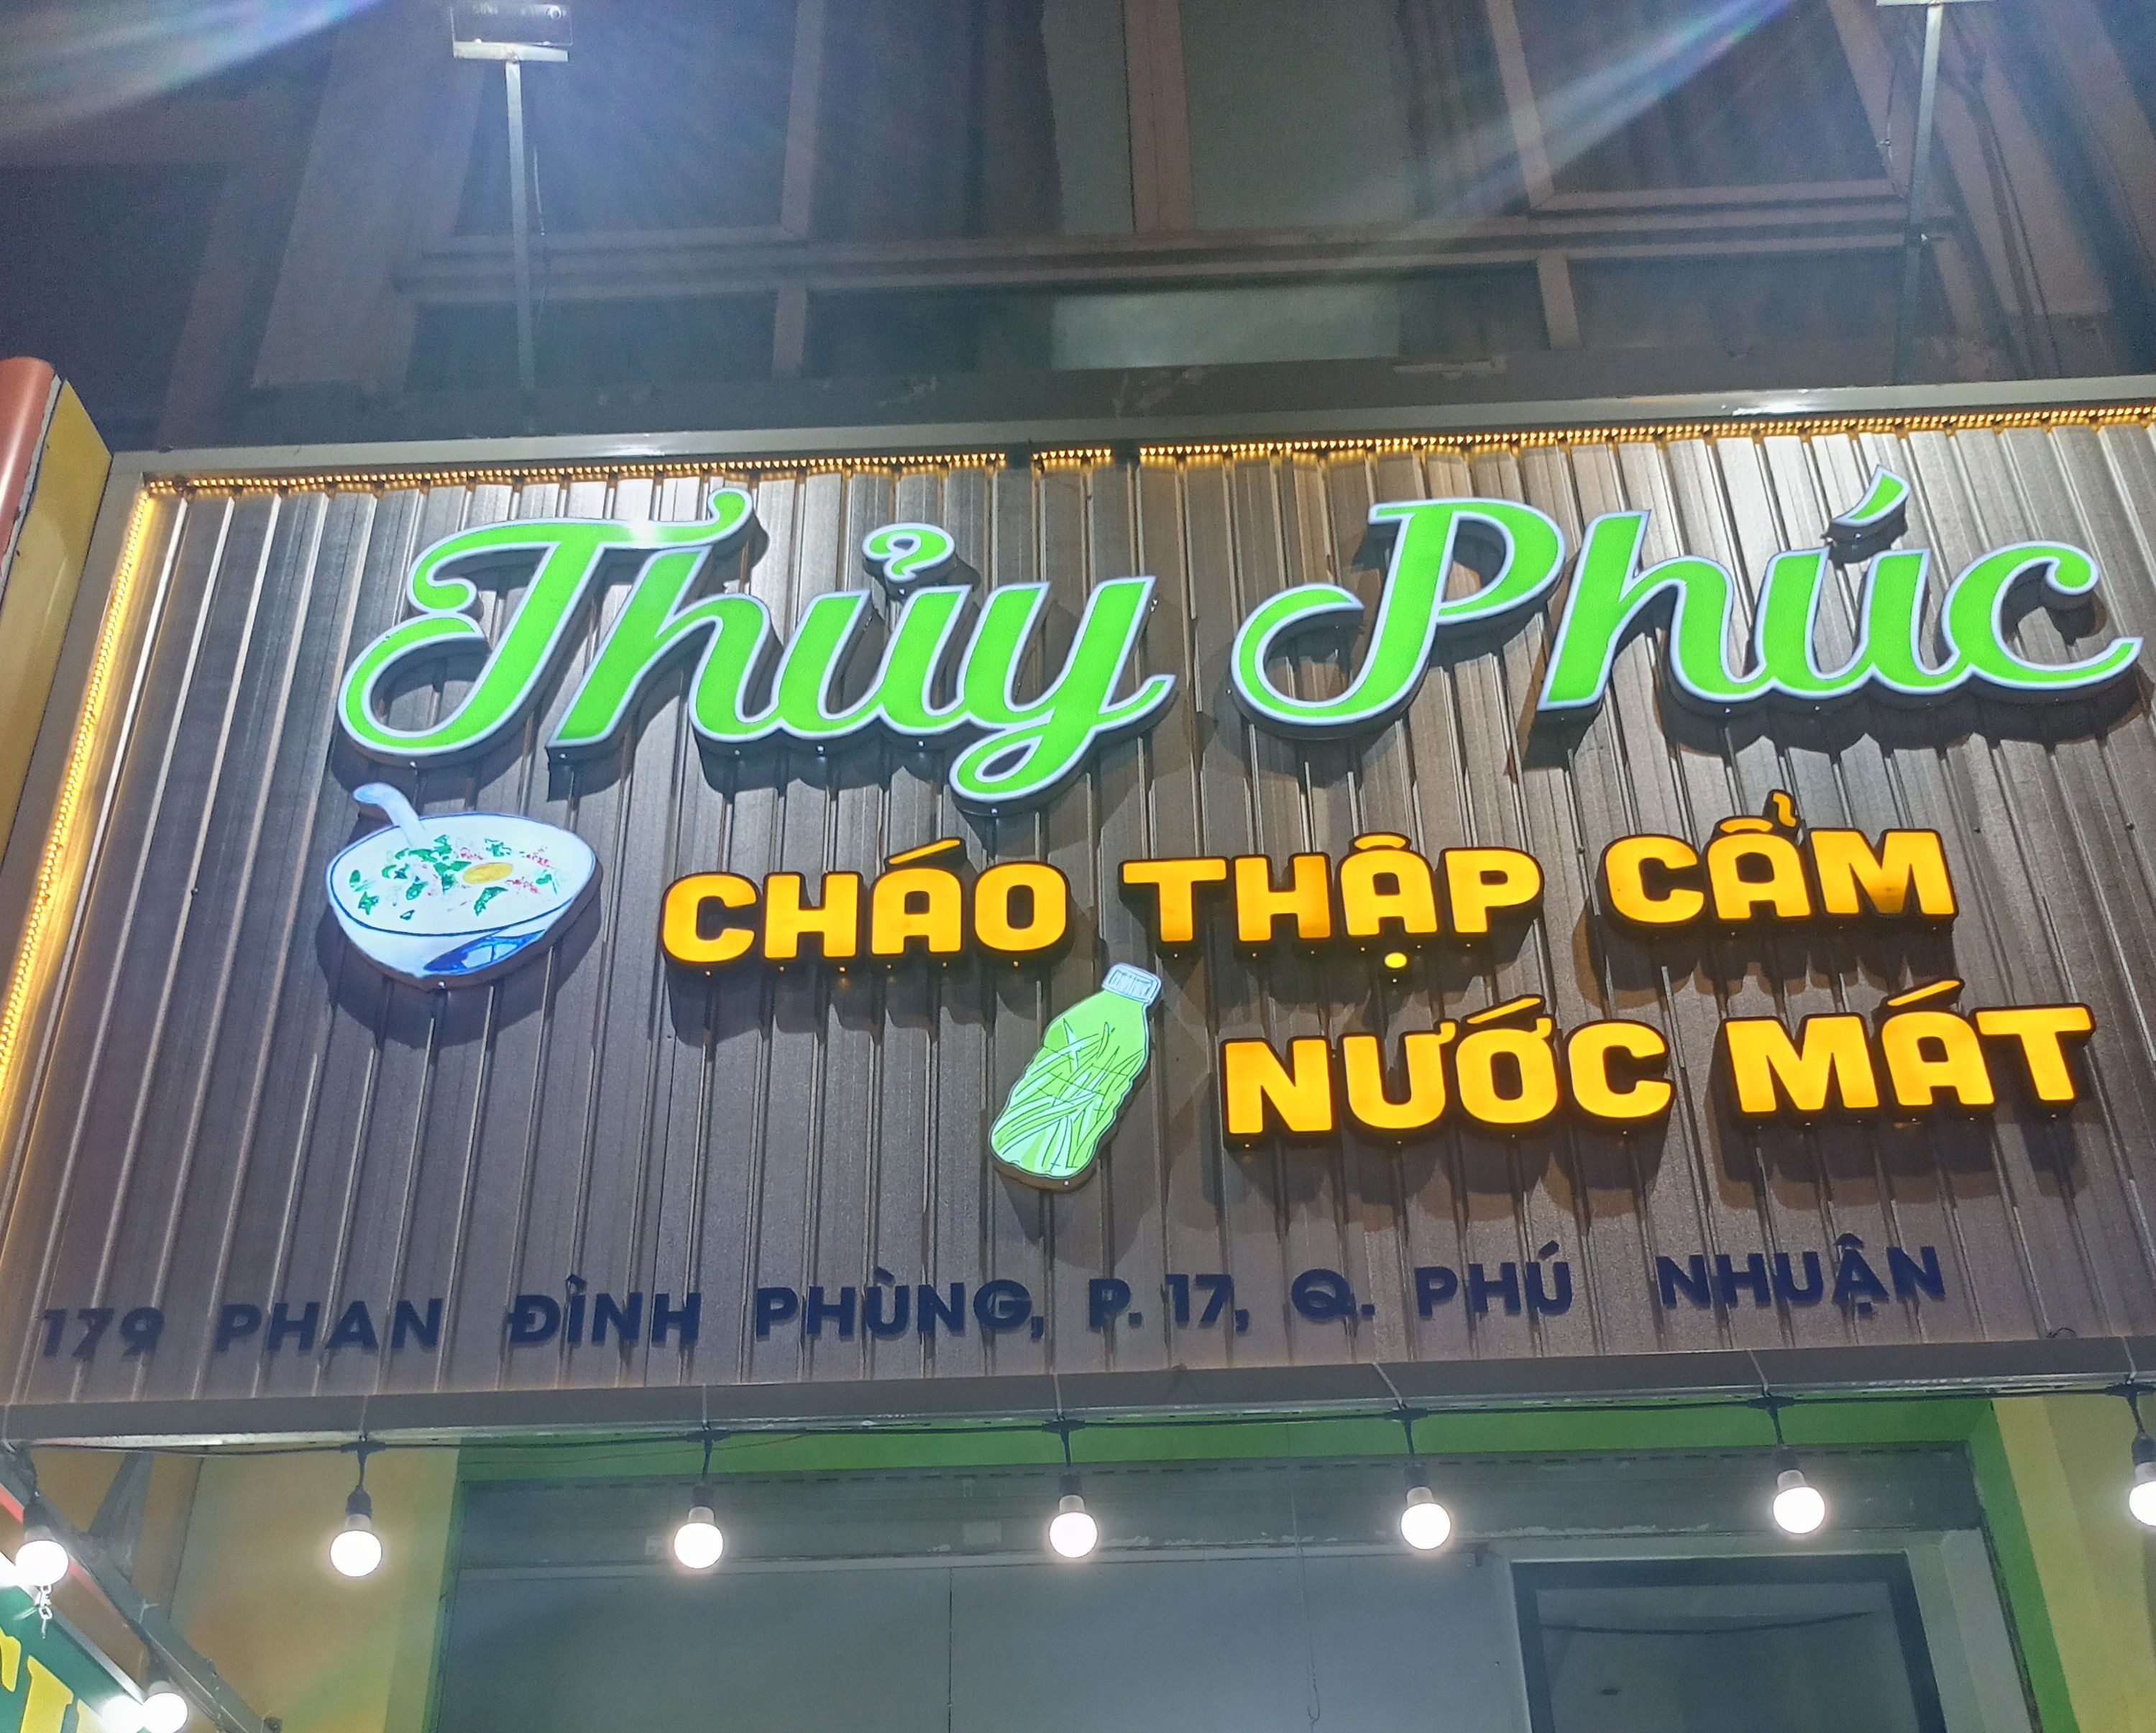 Thủy Phúc
CHÁO THẬP CẨM
NƯỚC MÁT
179 PHAN ĐÌNH PHÙNG, P. 17, Q. PHÚ NHUẬN